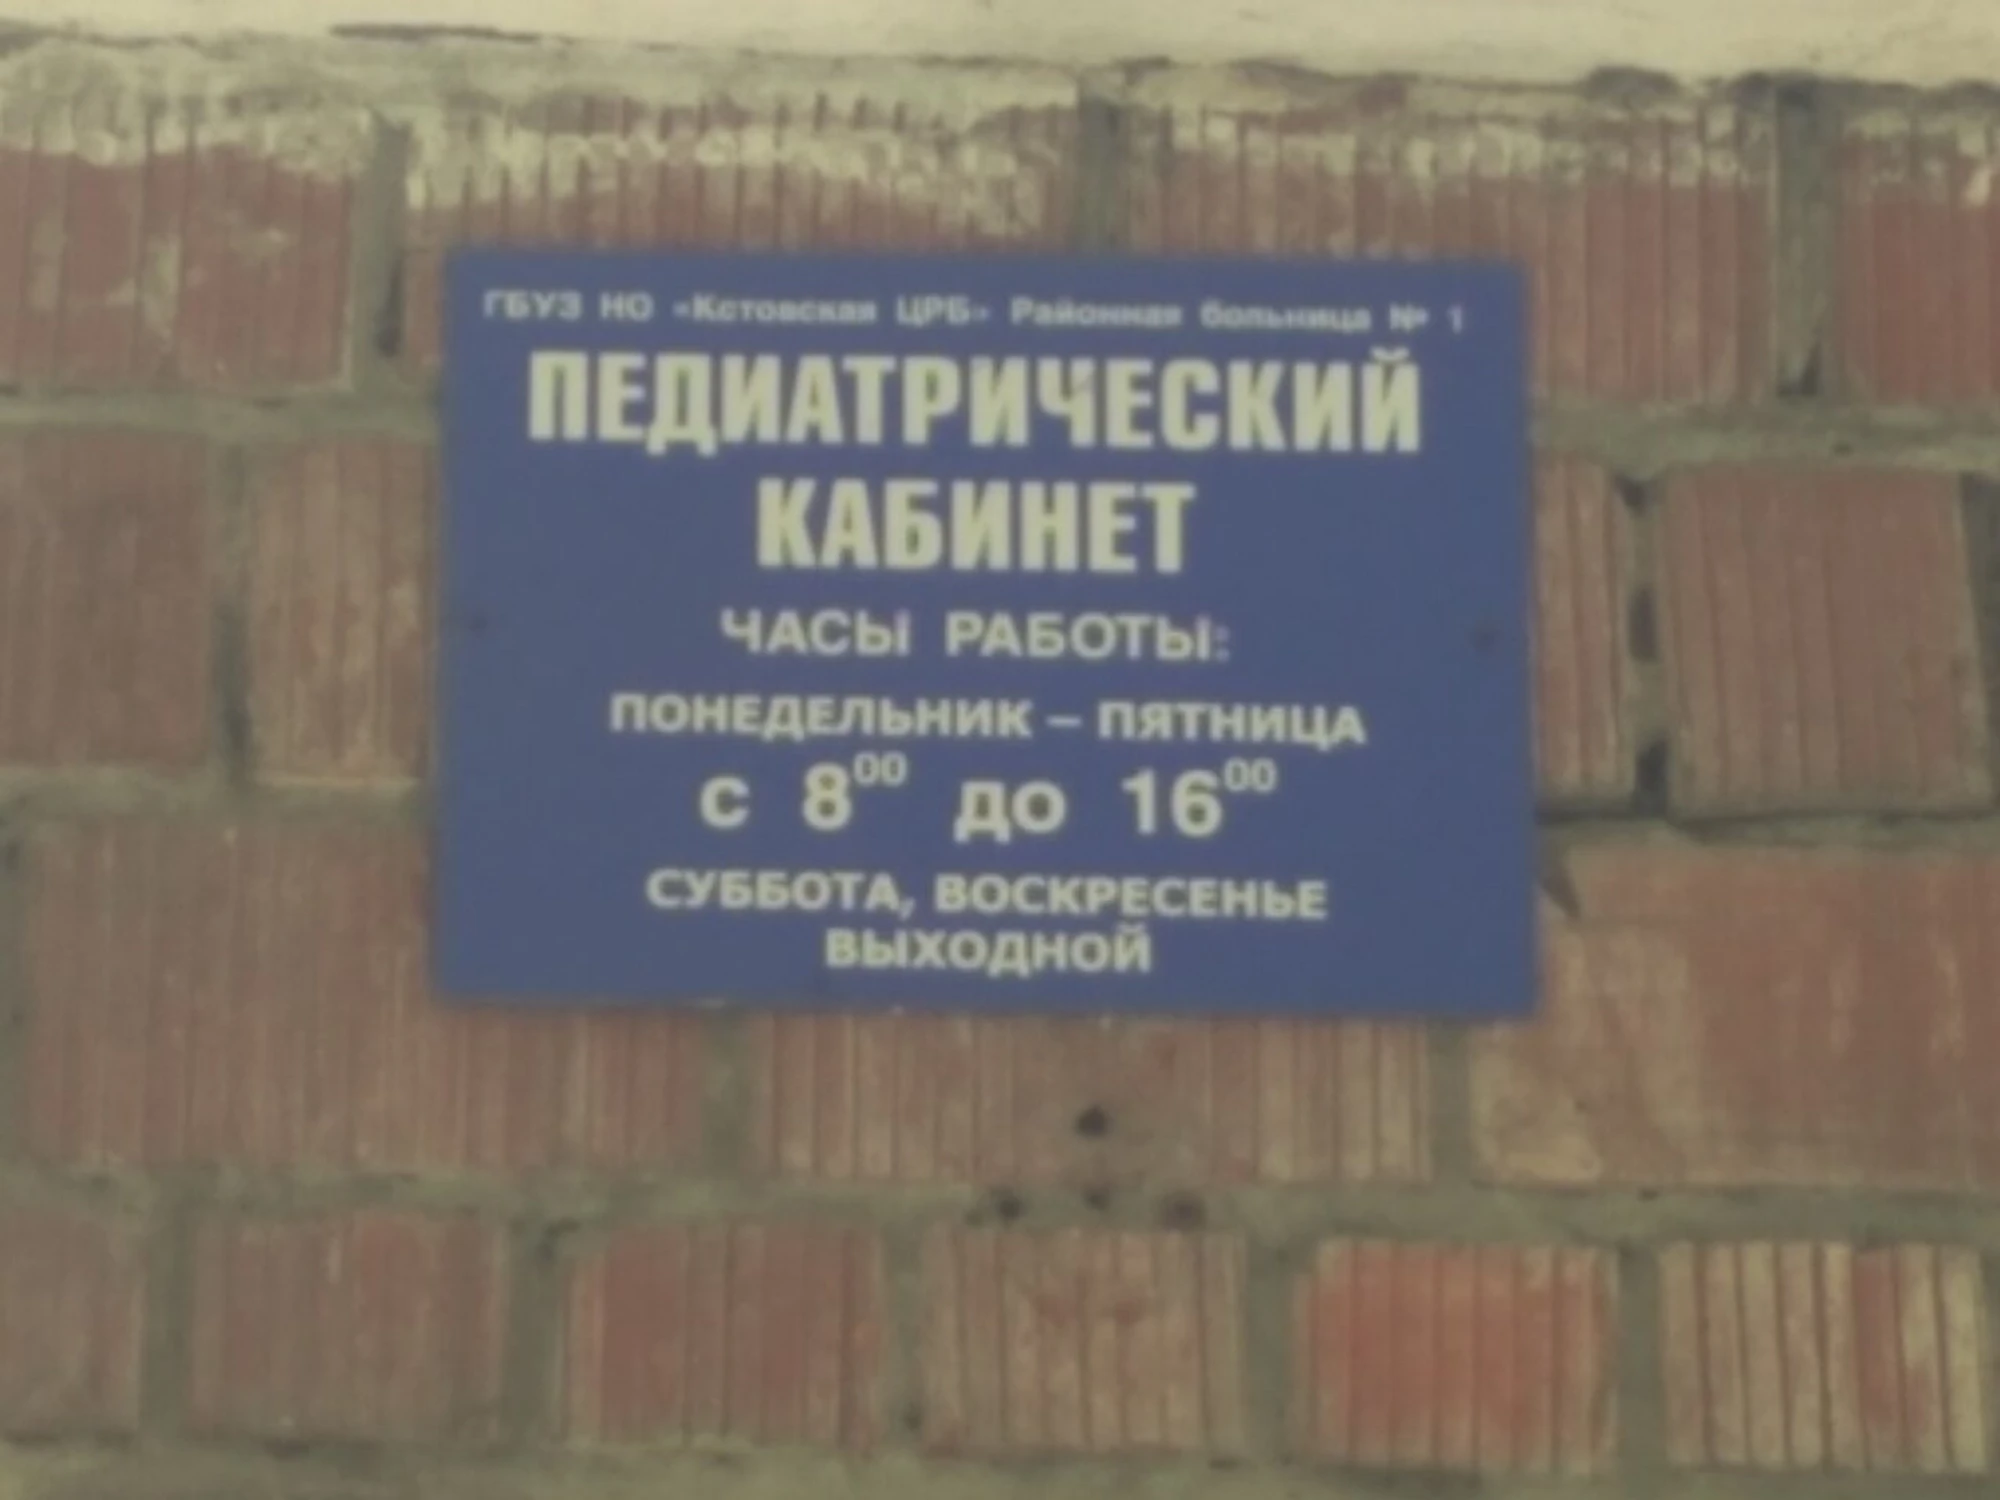 ГБУЗ НО «Кстовская ЦРБ» Районная больница № 1
ПЕДИАТРИЧЕСКИЙ
КАБИНЕТ
ЧАСЫ РАБОТЫ:
ПОНЕДЕЛЬНИК – ПЯТНИЦА
с 8⁰⁰ до 16⁰⁰
СУББОТА, ВОСКРЕСЕНЬЕ
ВЫХОДНОЙ